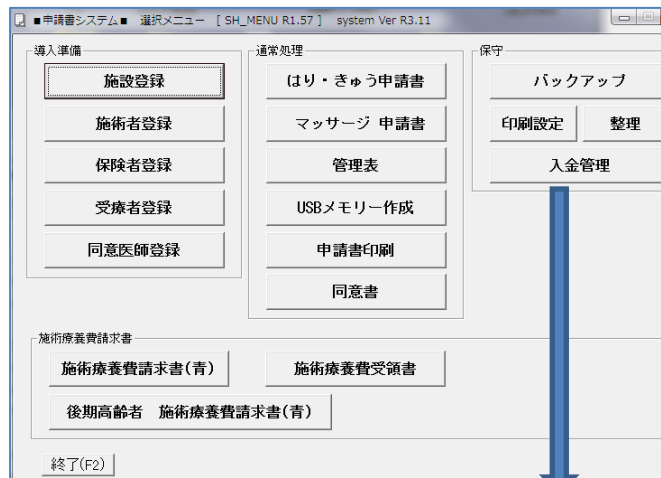 ■申請書システム■ 選択メニュー [ SH_MENU R1.57 ] system Ver R3.11
導入準備
施設登録
施術者登録
保険者登録
受療者登録
同意医師登録
通常処理
はり・きゅう申請書
マッサージ 申請書
管理表
USBメモリー作成
申請書印刷
同意書
保守
バックアップ
印刷設定 整理
入金管理
施術療養費請求書
施術療養費請求書(青) 施術療養費受領書
後期高齢者 施術療養費請求書(青)
終了(F2)